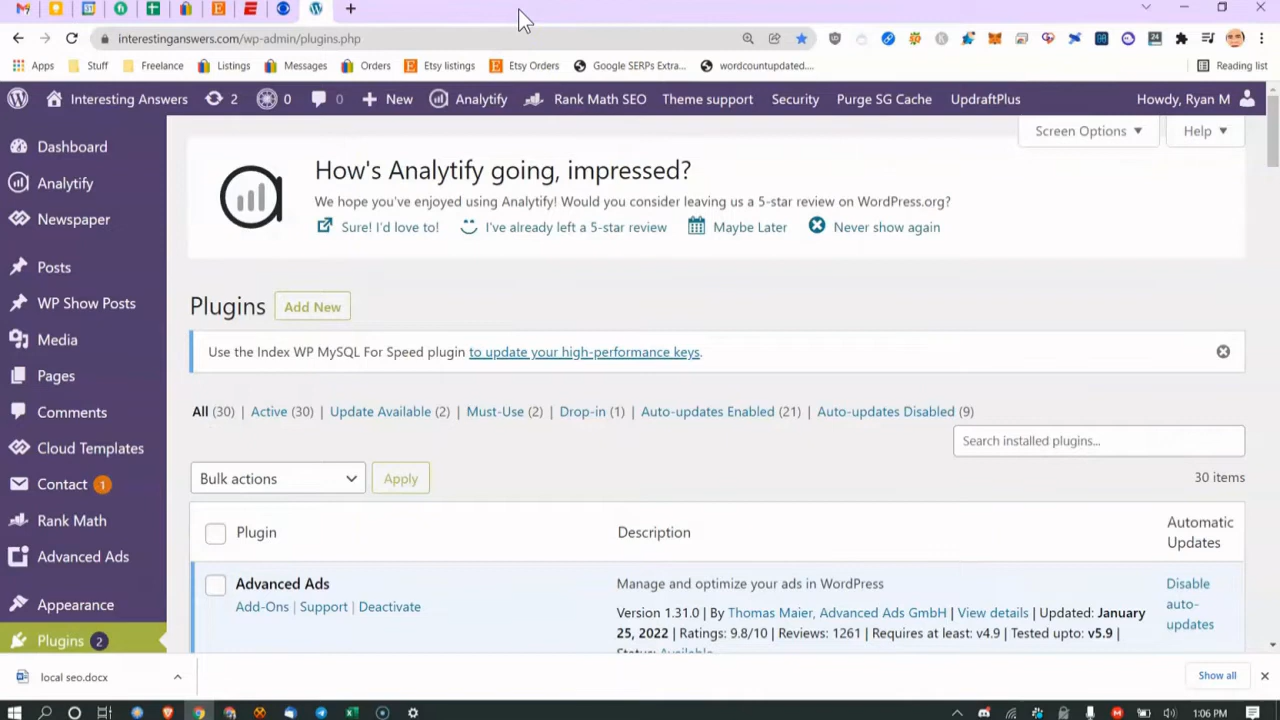 interestinganswers.com/wp-admin/plugins.php
Apps Stuff Freelance Listings Messages Orders Etsy listings Etsy Orders Google SERPs Extra... wordcountupdated.... Reading list
Interesting Answers 2 0 0 New Analytify Rank Math SEO Theme support Security Purge SG Cache UpdraftPlus Howdy, Ryan M
Screen Options ▼ Help ▼
Dashboard
Analytify
Newspaper
Posts
WP Show Posts
Media
Pages
Comments
Cloud Templates
Contact 1
Rank Math
Advanced Ads
Appearance
Plugins 2
How's Analytify going, impressed?
We hope you've enjoyed using Analytify! Would you consider leaving us a 5-star review on WordPress.org?
Sure! I'd love to! I've already left a 5-star review Maybe Later Never show again
Plugins Add New
Use the Index WP MySQL For Speed plugin to update your high-performance keys.
All (30) | Active (30) | Update Available (2) | Must-Use (2) | Drop-in (1) | Auto-updates Enabled (21) | Auto-updates Disabled (9)
Search installed plugins...
Bulk actions Apply 30 items
Plugin Description Automatic
Updates
Advanced Ads
Add-Ons | Support | Deactivate
Manage and optimize your ads in WordPress
Version 1.31.0 | By Thomas Maier, Advanced Ads GmbH | View details | Updated: January
25, 2022 | Ratings: 9.8/10 | Reviews: 1261 | Requires at least: v4.9 | Tested upto: v5.9 |
Status: Available
Disable
auto-
updates
local seo.docx Show all
1:06 PM